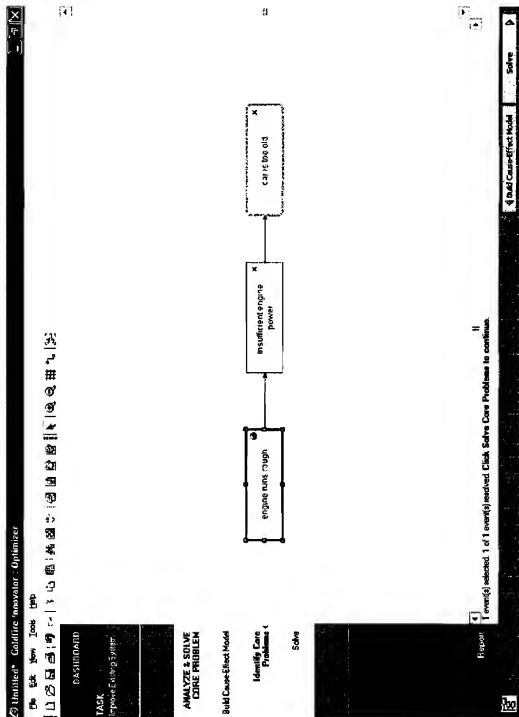 Untitled* - Goldfire Innovator : Optimizer
File Edit View Tools Help
DASHBOARD
TASK
Improve Existing System
ANALYZE & SOLVE
CORE PROBLEM
Build Cause-Effect Model
Identify Core
Problems
Solve
engine runs rough
insufficient engine
power
car is too old
Report
1 event(s) selected. 1 of 1 event(s) resolved. Click Solve Core Problems to continue.
Build Cause-Effect Model
Solve